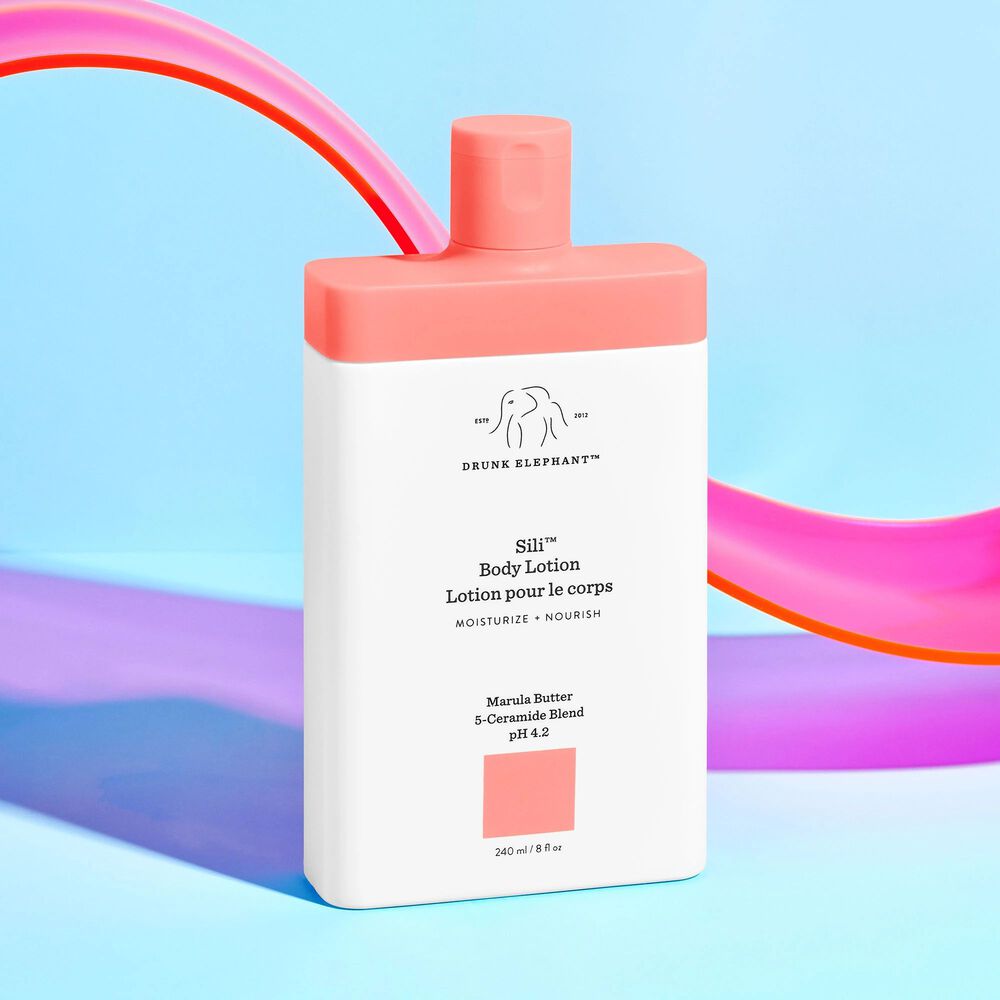 ESTD 2012
DRUNK ELEPHANT™
Sili™
Body Lotion
Lotion pour le corps
MOISTURIZE + NOURISH
Marula Butter
5-Ceramide Blend
pH 4.2
240 ml / 8 fl oz